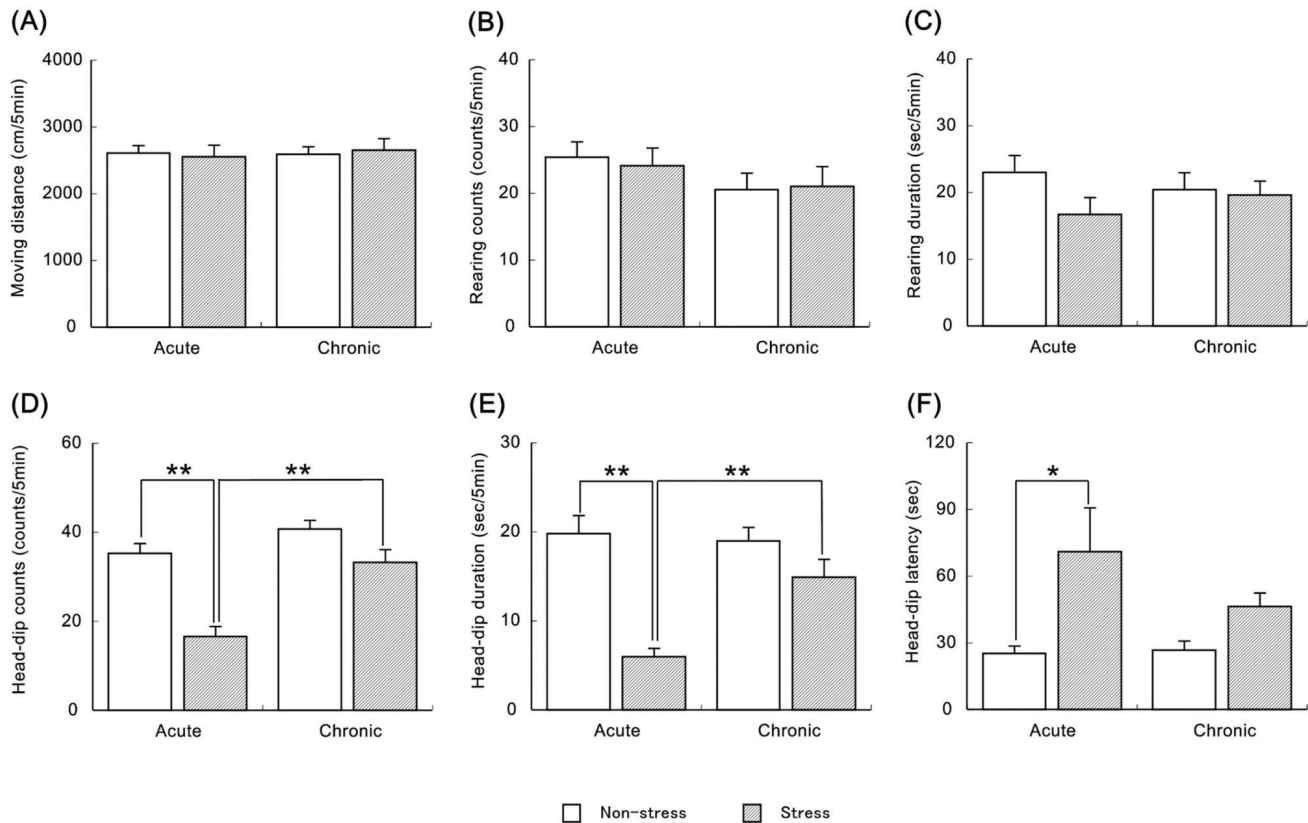 (A)
Moving distance (cm/5min)
4000
3000
2000
1000
0
Acute
Chronic
(B)
Rearing counts (counts/5min)
40
30
20
10
0
Acute
Chronic
(C)
Rearing duration (sec/5min)
40
30
20
10
0
Acute
Chronic
(D)
Head-dip counts (counts/5min)
60
40
20
0
**
**
Acute
Chronic
(E)
Head-dip duration (sec/5min)
30
20
10
0
**
**
Acute
Chronic
(F)
Head-dip latency (sec)
120
90
60
30
0
*
Acute
Chronic
Non-stress
Stress